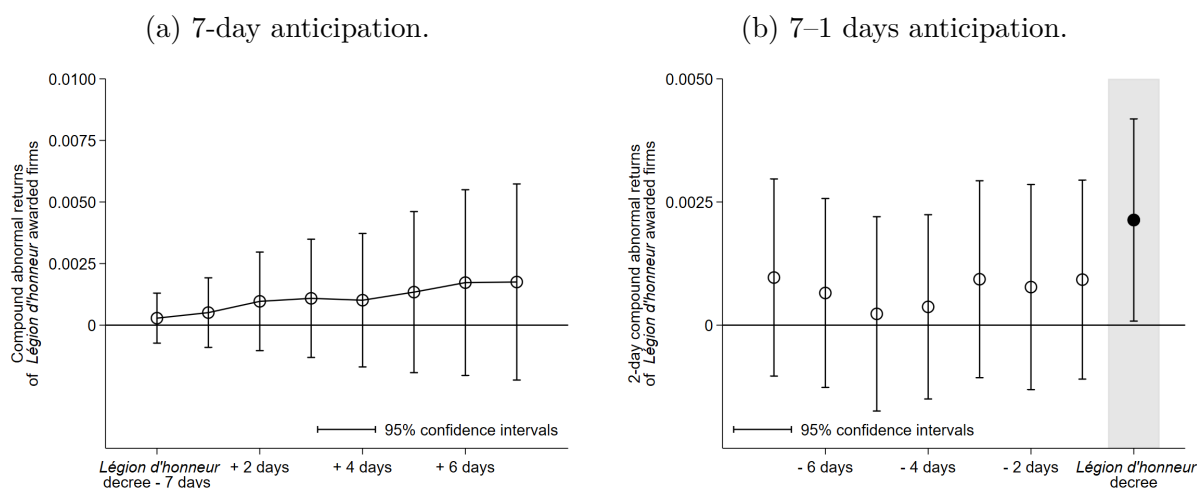 (a) 7-day anticipation.
Compound abnormal returns
of Légion d'honneur awarded firms
0.0100
0.0075
0.0050
0.0025
0
95% confidence intervals
Légion d'honneur
decree - 7 days
+ 2 days
+ 4 days
+ 6 days
(b) 7–1 days anticipation.
2-day compound abnormal returns
of Légion d'honneur awarded firms
0.0050
0.0025
0
95% confidence intervals
- 6 days
- 4 days
- 2 days
Légion d'honneur
decree